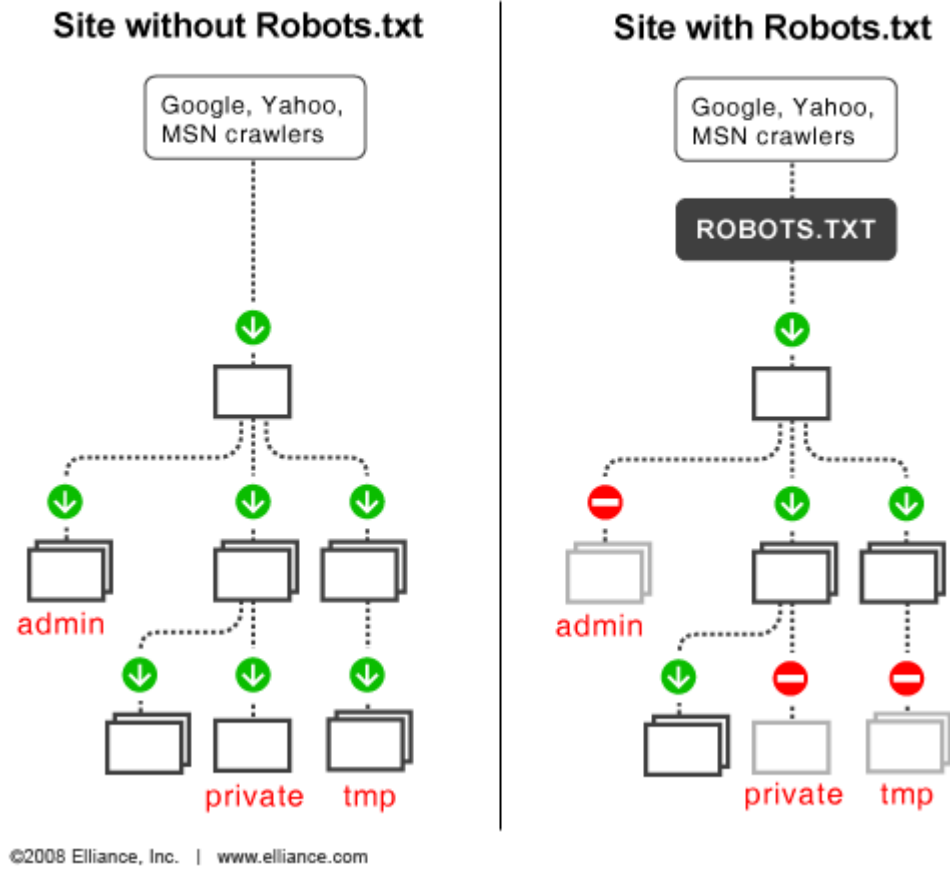 Site without Robots.txt
Google, Yahoo,
MSN crawlers
admin
private
tmp
Site with Robots.txt
Google, Yahoo,
MSN crawlers
ROBOTS.TXT
admin
private
tmp
©2008 Elliance, Inc. | www.elliance.com